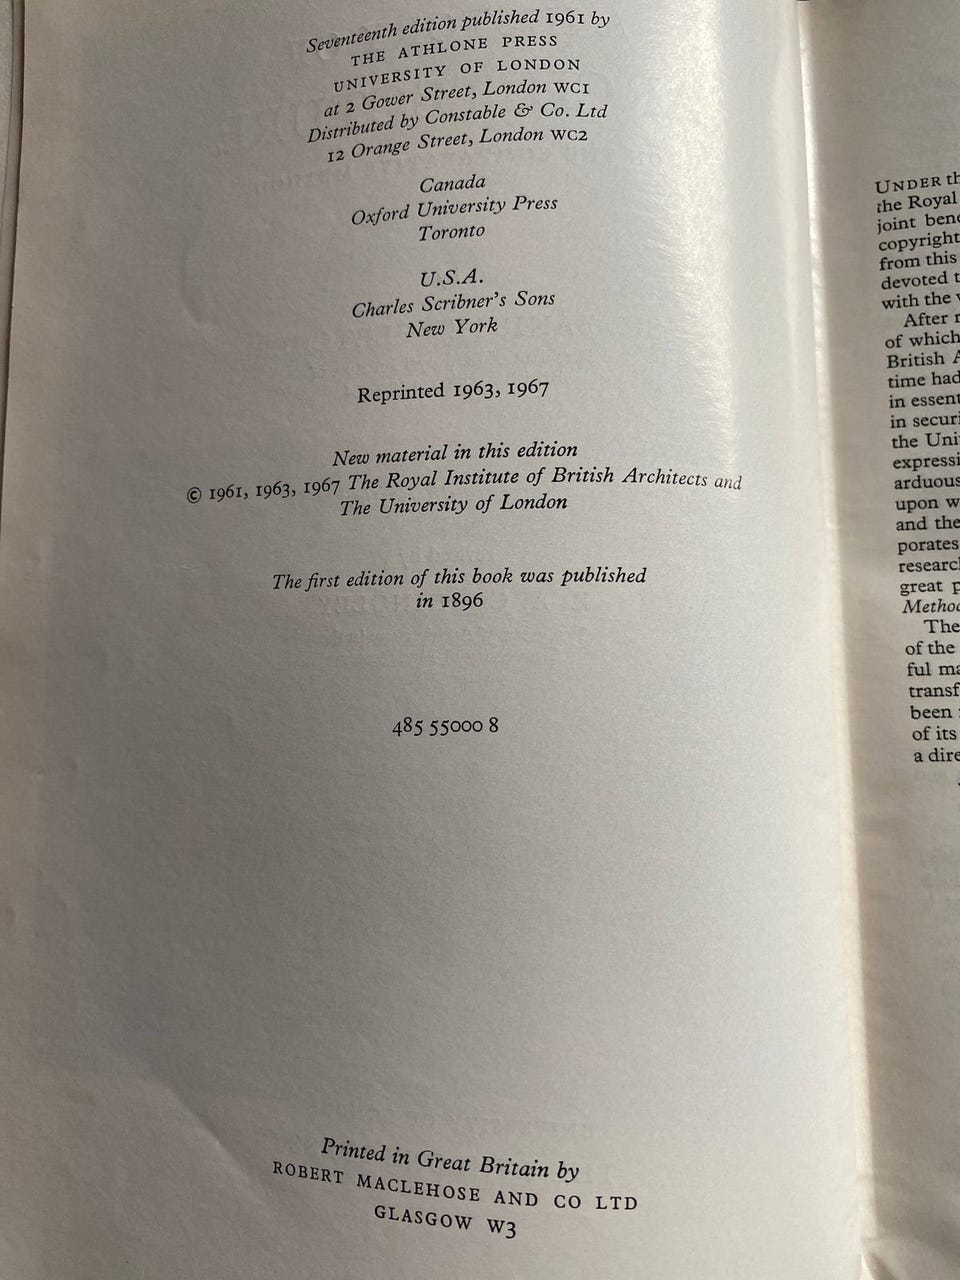 Seventeenth edition published 1961 by
THE ATHLONE PRESS
UNIVERSITY OF LONDON
at 2 Gower Street, London WC1
Distributed by Constable & Co. Ltd
12 Orange Street, London WC2
Canada
Oxford University Press
Toronto
U.S.A.
Charles Scribner's Sons
New York
Reprinted 1963, 1967
New material in this edition
© 1961, 1963, 1967 The Royal Institute of British Architects and
The University of London
The first edition of this book was published
in 1896
485 55000 8
Printed in Great Britain by
ROBERT MACLEHOSE AND CO LTD
GLASGOW W3
UNDER th
the Royal
joint bene
copyright
from this
devoted t
with the
After
of which
British A
time had
in essent
in securi
the Uni
expressi
arduous
upon w
and the
porates
research
great p
Method
The
of the
ful ma
transf
been
of its
a dire